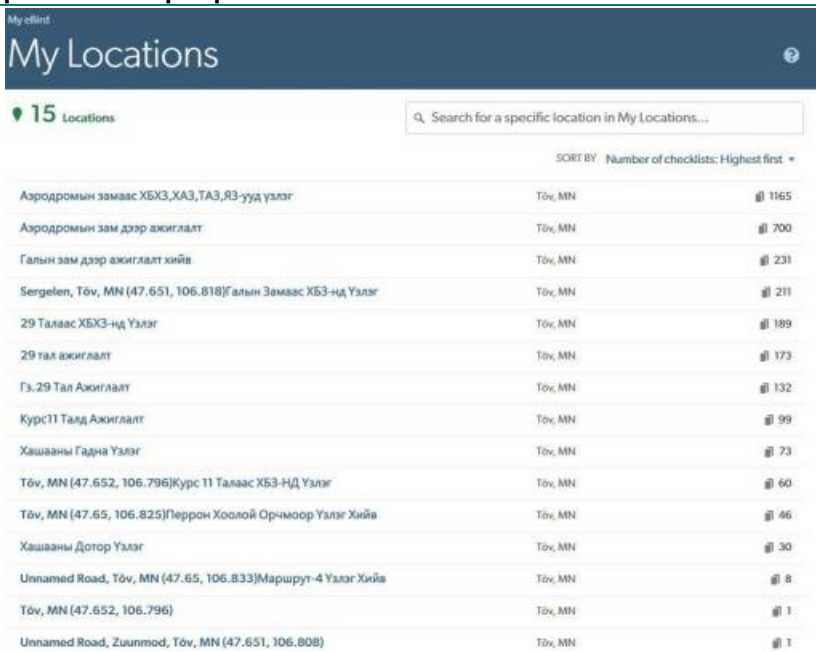 My eBird
My Locations
15 Locations
Search for a specific location in My Locations...
SORT BY Number of checklists: Highest first
Аэродромын замаас ХБХЗ,ХАЗ,ТАЗ,ЯЗ-ууд үзлэг Töv, MN 1165
Аэродромын зам дээр ажиглалт Töv, MN 700
Галын зам дээр ажиглалт хийв Töv, MN 231
Sergelen, Töv, MN (47.651, 106.818)Галын Замаас ХБЗ-нд Үзлэг Töv, MN 211
29 Талаас ХБХЗ-нд Үзлэг Töv, MN 189
29 тал ажиглалт Töv, MN 173
Гэ.29 Тал Ажиглалт Töv, MN 132
Курс11 Талд Ажиглалт Töv, MN 99
Хашааны Гадна Үзлэг Töv, MN 73
Töv, MN (47.652, 106.796)Курс 11 Талаас ХБЗ-НД Үзлэг Töv, MN 60
Töv, MN (47.65, 106.825)Перрон Хоолой Орчмоор Үзлэг Хийв Töv, MN 46
Хашааны Дотор Үзлэг Töv, MN 30
Unnamed Road, Töv, MN (47.65, 106.833)Маршрут-4 Үзлэг Хийв Töv, MN 8
Töv, MN (47.652, 106.796) Töv, MN 1
Unnamed Road, Zuunmod, Töv, MN (47.651, 106.808) Töv, MN 1